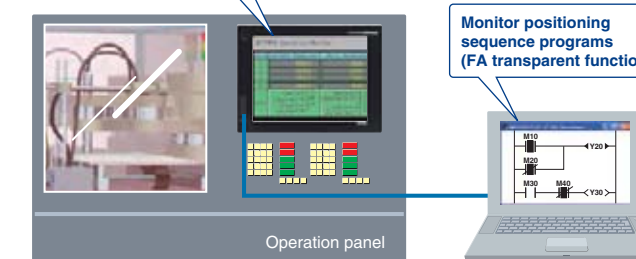 Monitor positioning
sequence programs
(FA transparent functio
M10
Y20
M20
M30 M40
Y30
Operation panel